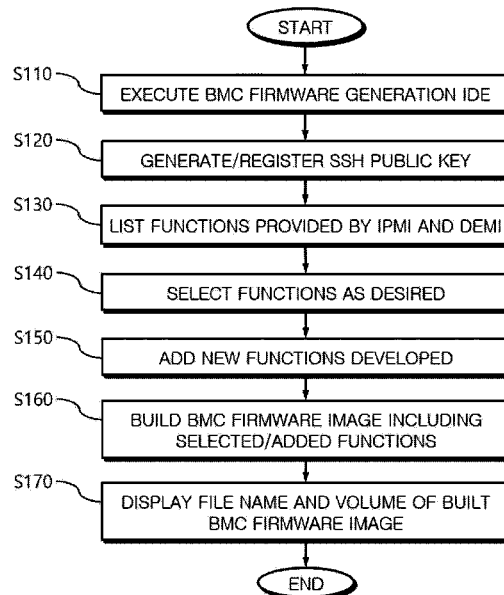 START
S110
EXECUTE BMC FIRMWARE GENERATION IDE
S120
GENERATE/REGISTER SSH PUBLIC KEY
S130
LIST FUNCTIONS PROVIDED BY IPMI AND DEMI
S140
SELECT FUNCTIONS AS DESIRED
S150
ADD NEW FUNCTIONS DEVELOPED
S160
BUILD BMC FIRMWARE IMAGE INCLUDING
SELECTED/ADDED FUNCTIONS
S170
DISPLAY FILE NAME AND VOLUME OF BUILT
BMC FIRMWARE IMAGE
END